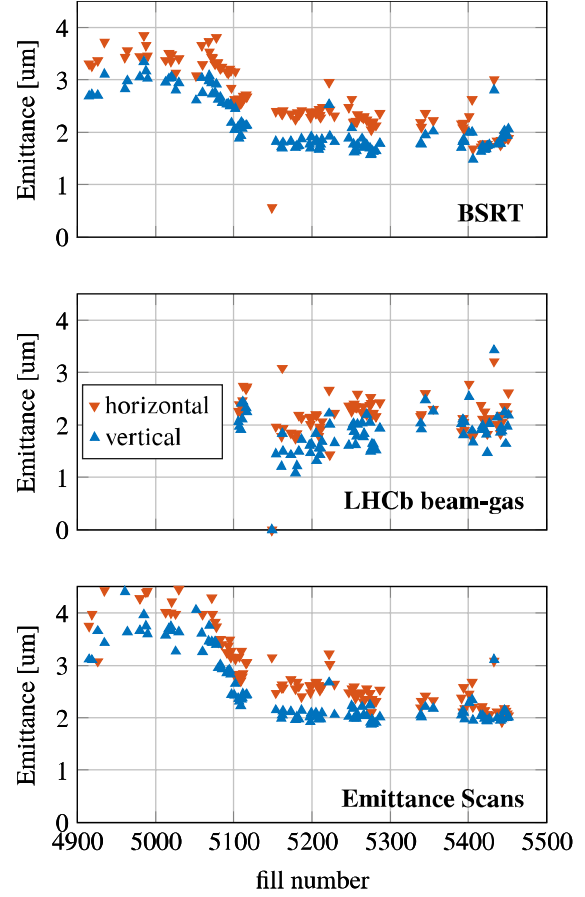 4
3
2
1
0
Emittance [um]
BSRT
4
3
2
1
0
Emittance [um]
horizontal
vertical
LHCb beam-gas
4
3
2
1
0
Emittance [um]
Emittance Scans
4900 5000 5100 5200 5300 5400 5500
fill number